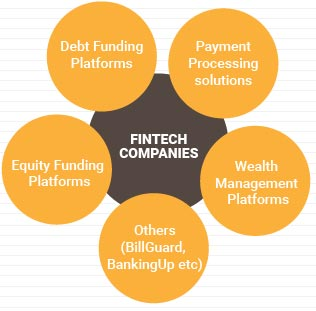 Debt Funding
Platforms
Payment
Processing
solutions
FINTECH
COMPANIES
Equity Funding
Platforms
Wealth
Management
Platforms
Others
(BillGuard,
BankingUp etc)